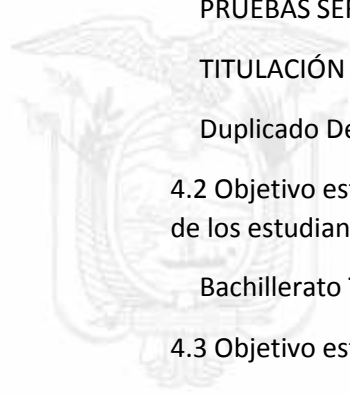 PRUEBAS SE
TITULACIÓN
Duplicado De
4.2 Objetivo es
de los estudian
Bachillerato
4.3 Objetivo es